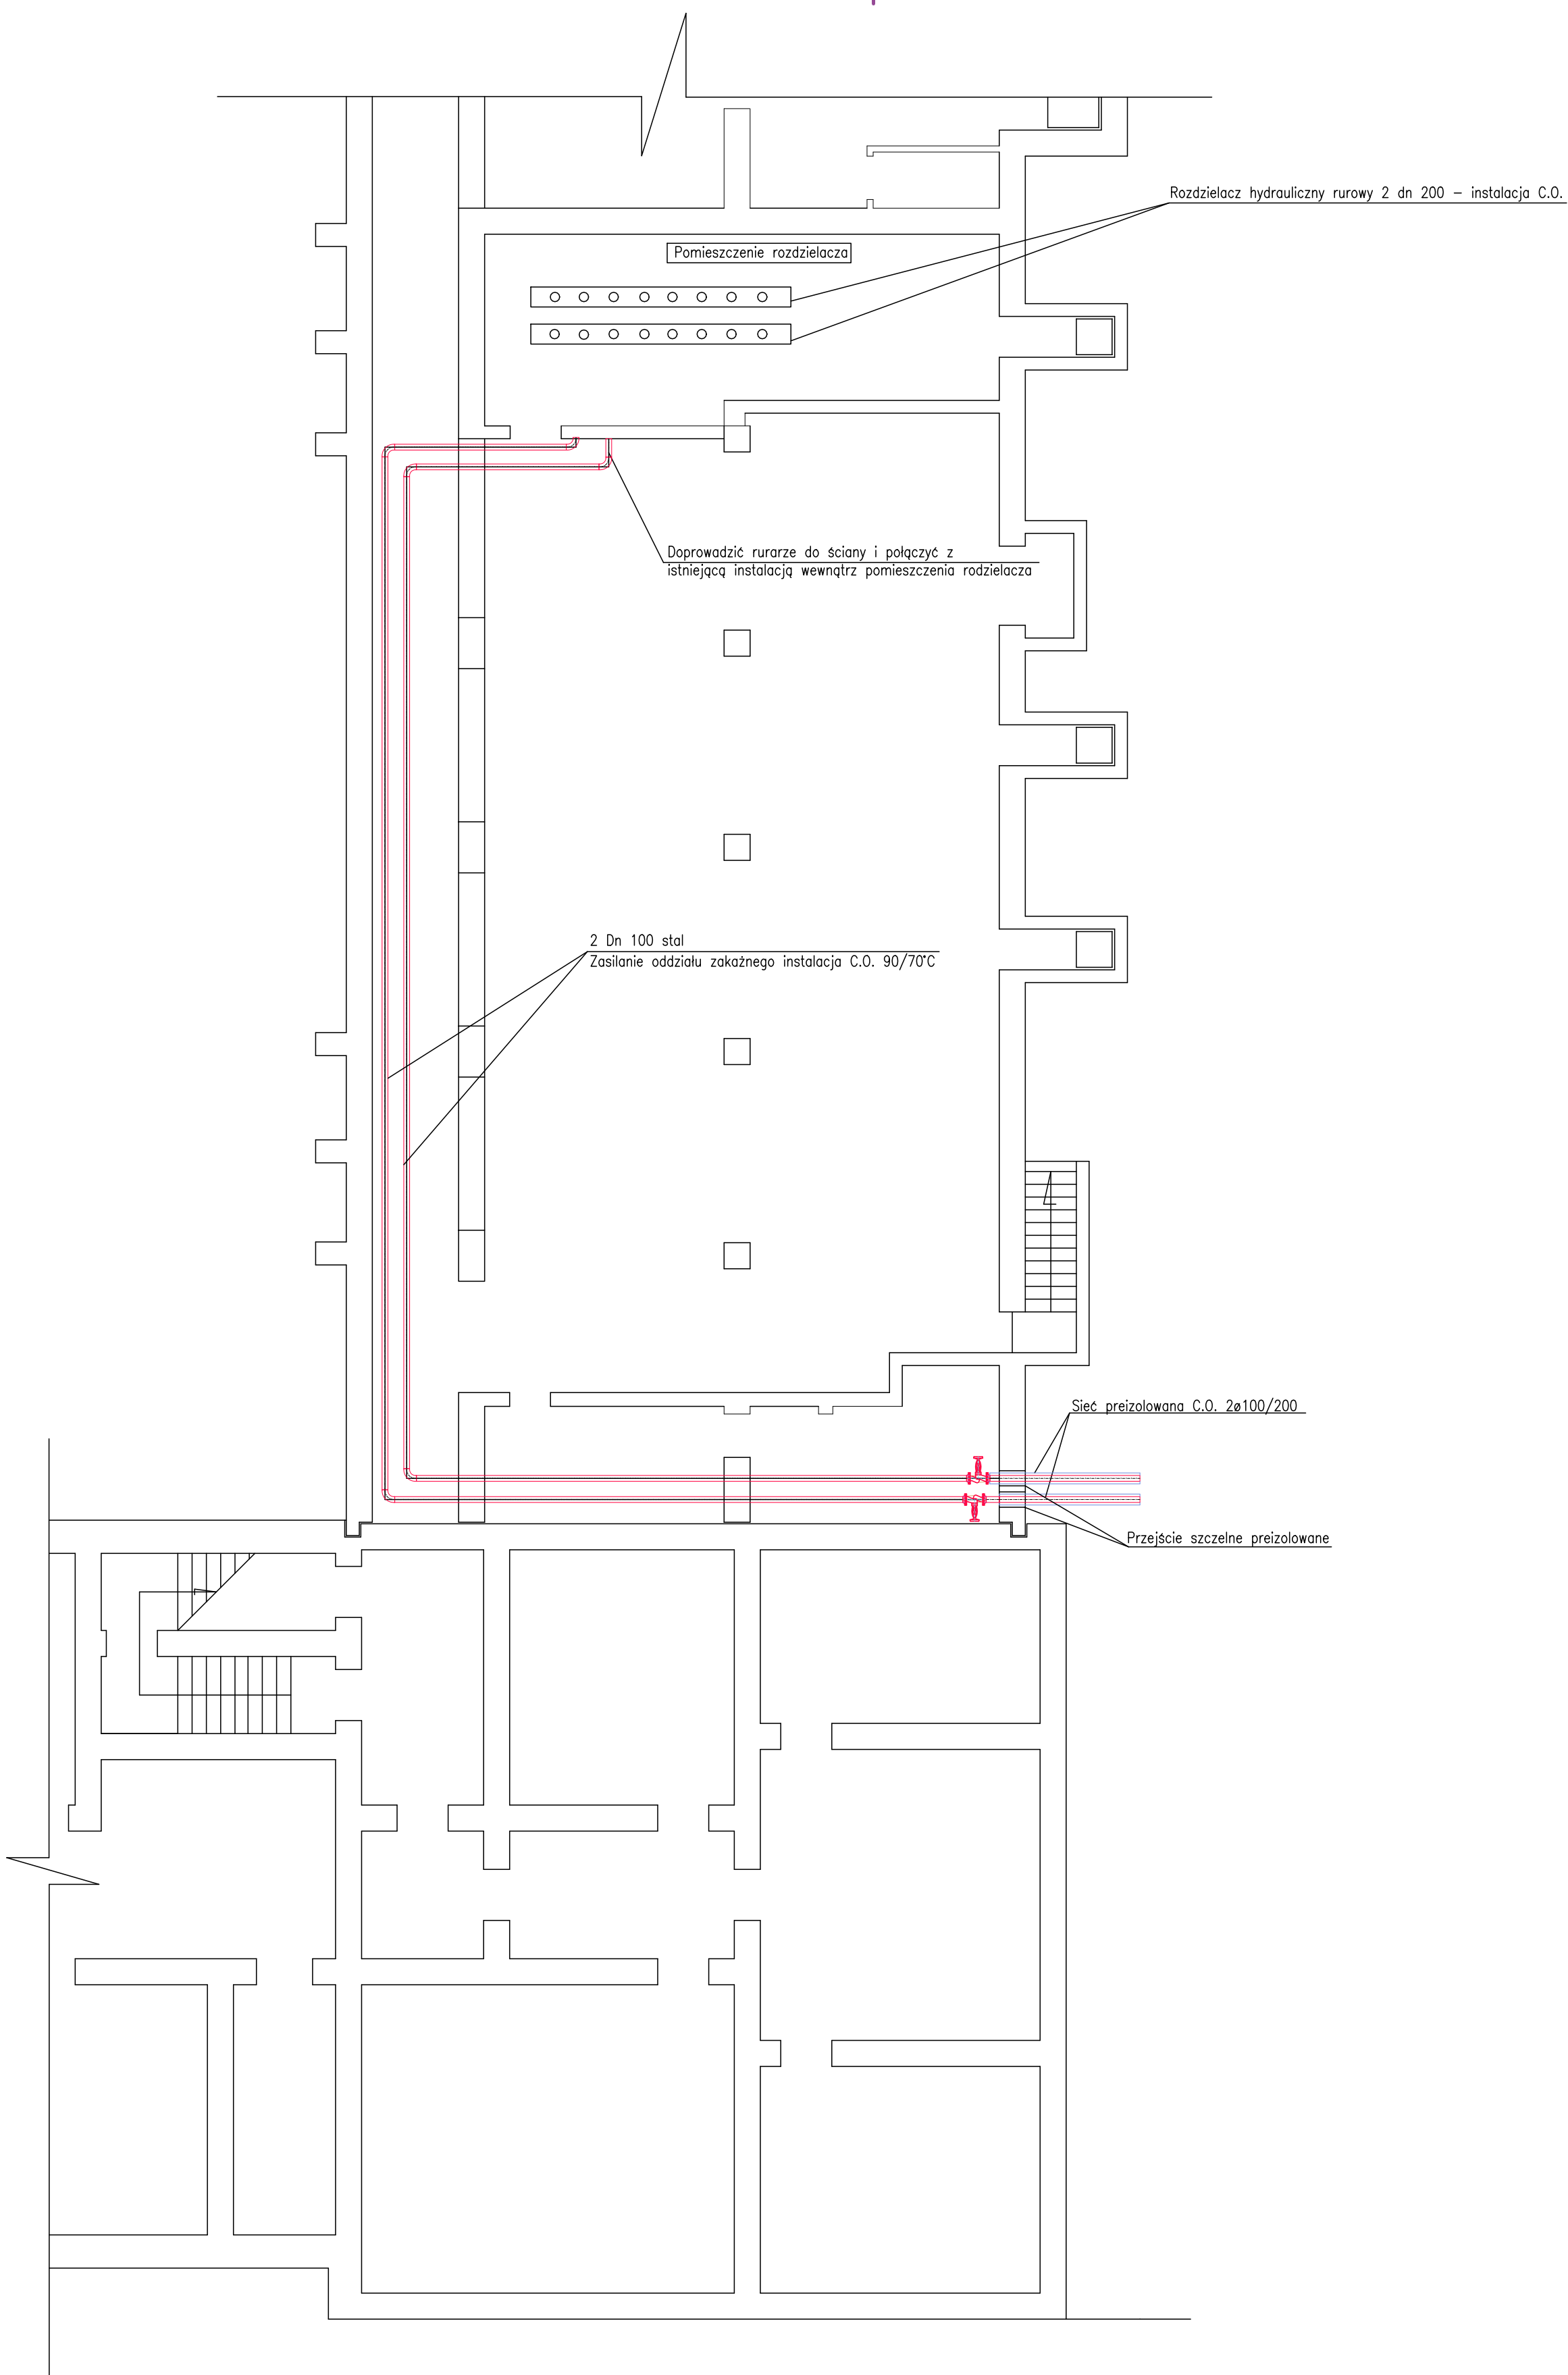 Rozdzielacz hydrauliczny rurowy 2 dn 200 – instalacja C.O.
Pomieszczenie rozdzielacza
Doprowadzić rurarze do ściany i połączyć z
istniejącą instalacją wewnątrz pomieszczenia rodzielacza
2 Dn 100 stal
Zasilanie oddziału zakaźnego instalacja C.O. 90/70°C
Sieć preizolowana C.O. 2ø100/200
Przejście szczelne preizolowane